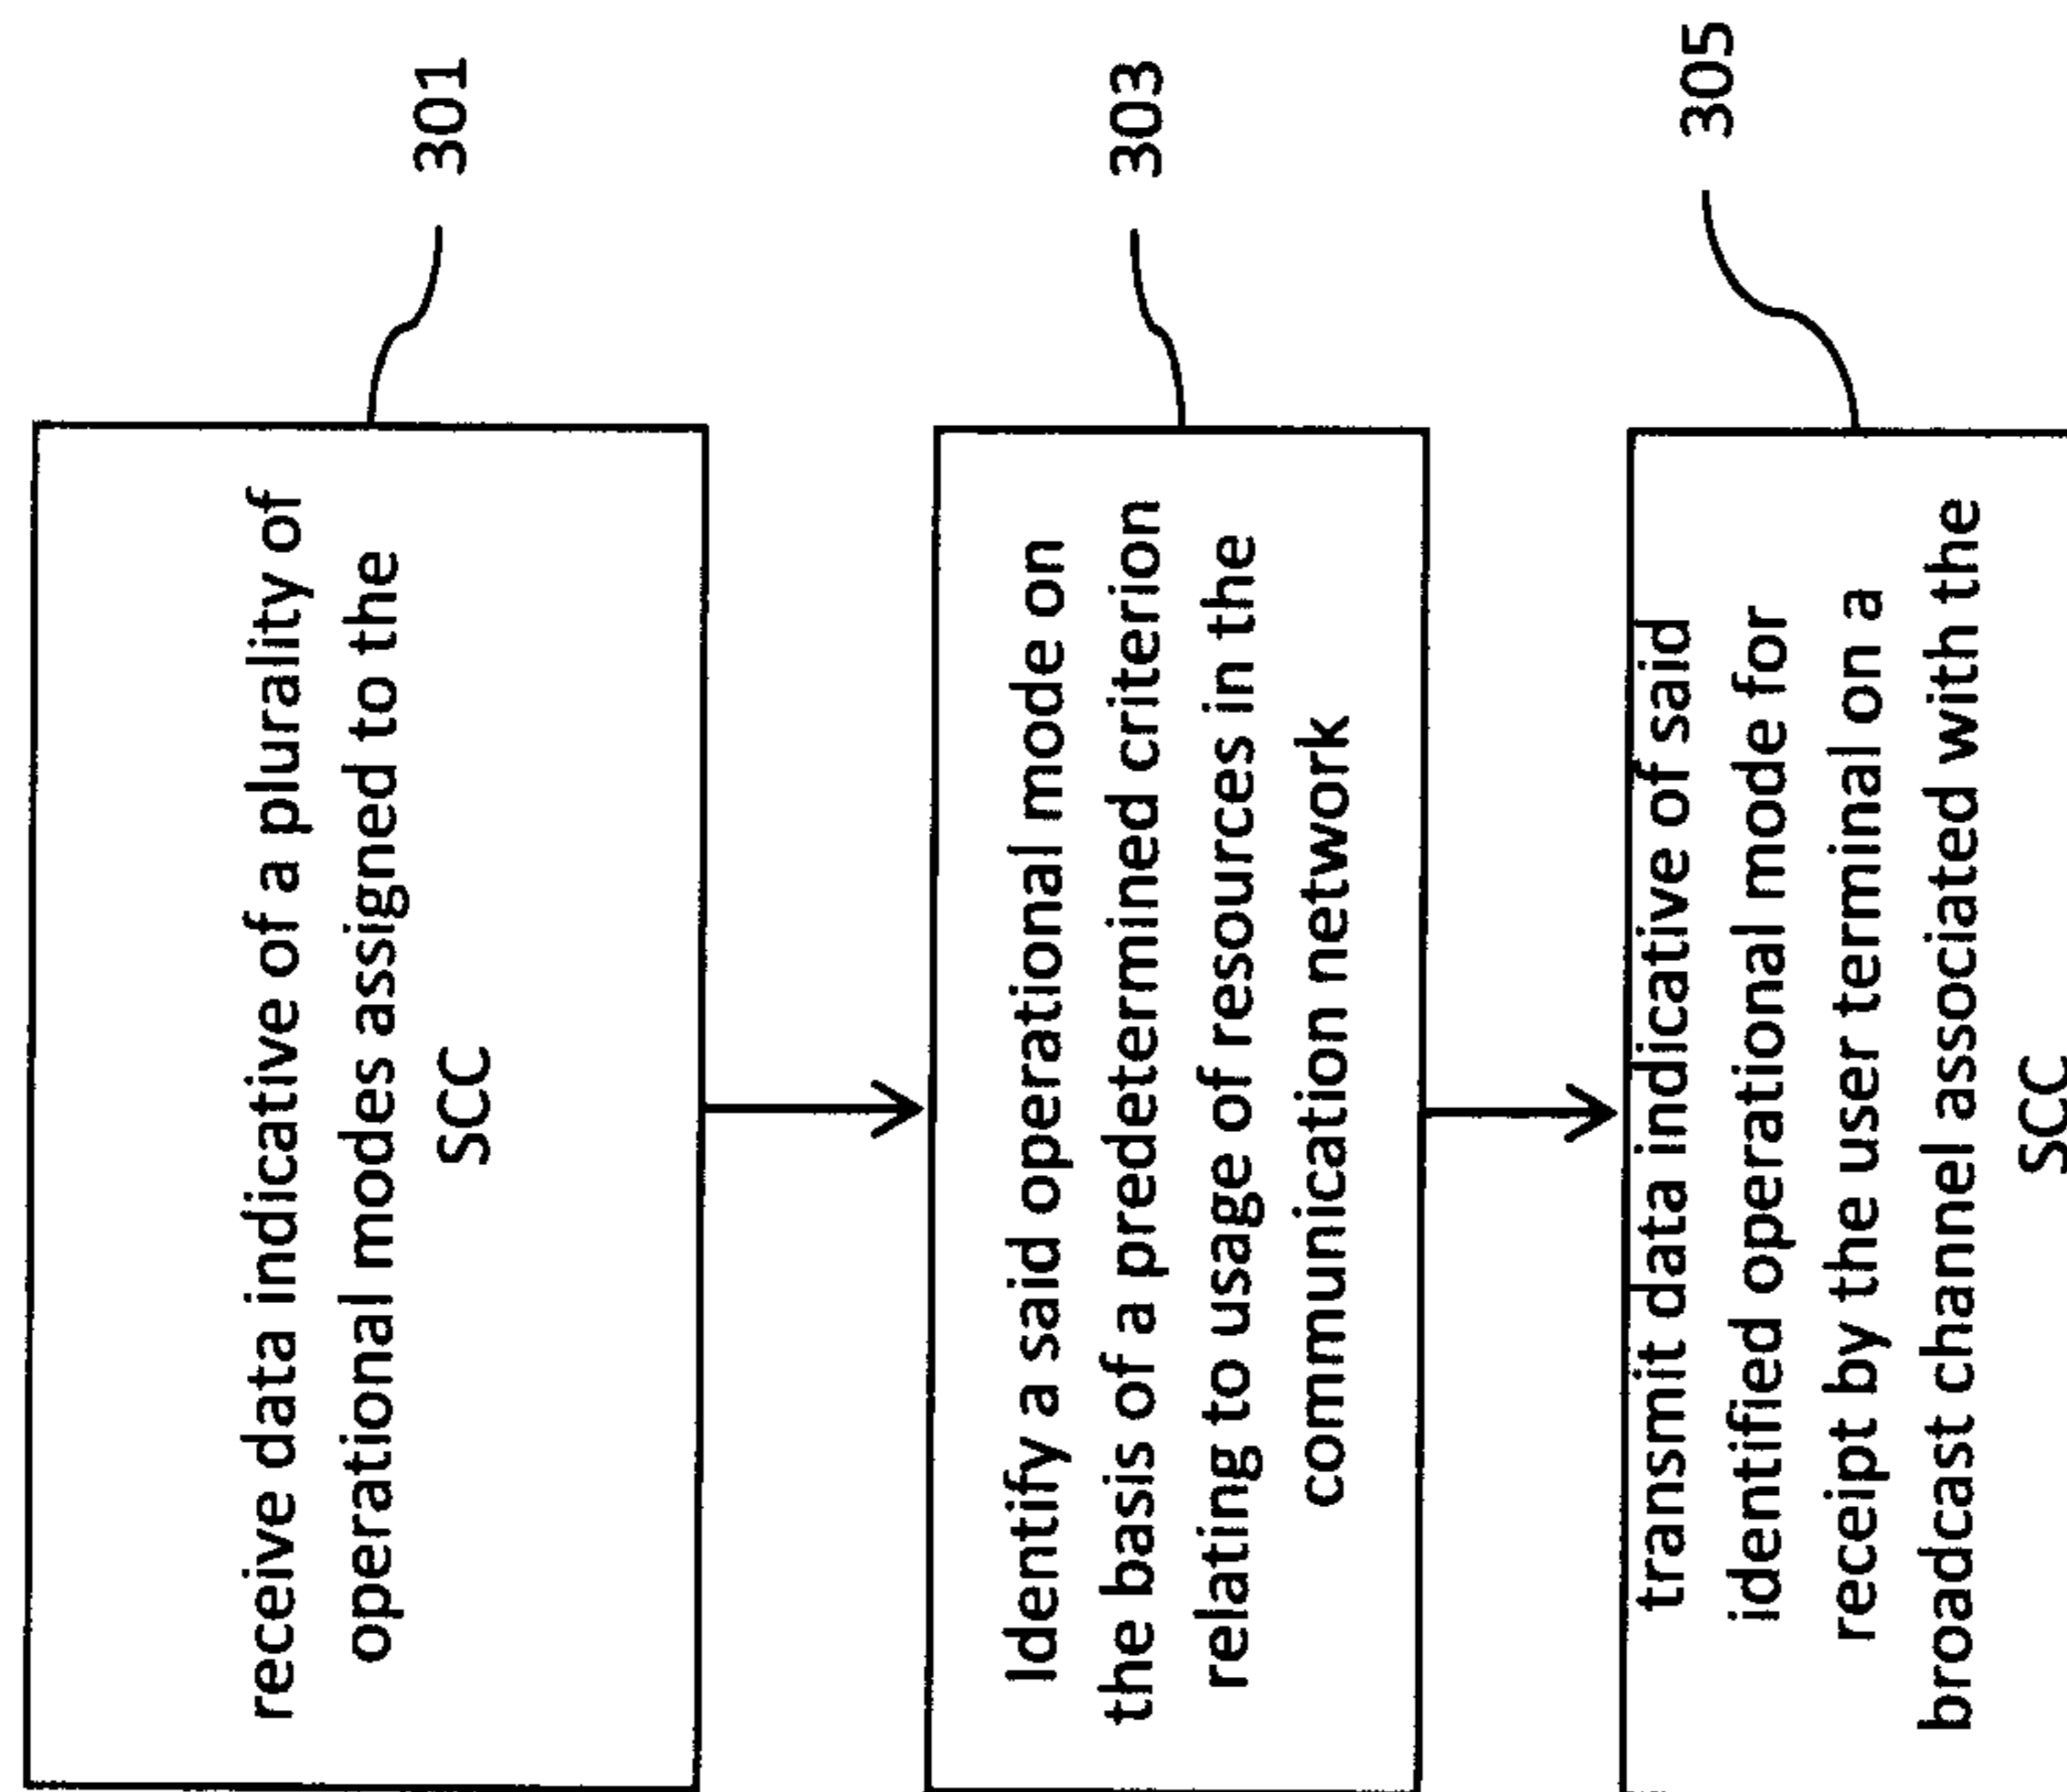 receive data indicative of a plurality of
operational modes assigned to the
SCC
301
Identify a said operational mode on
the basis of a predetermined criterion
relating to usage of resources in the
communication network
303
transmit data indicative of said
identified operational mode for
receipt by the user terminal on a
broadcast channel associated with the
SCC
305